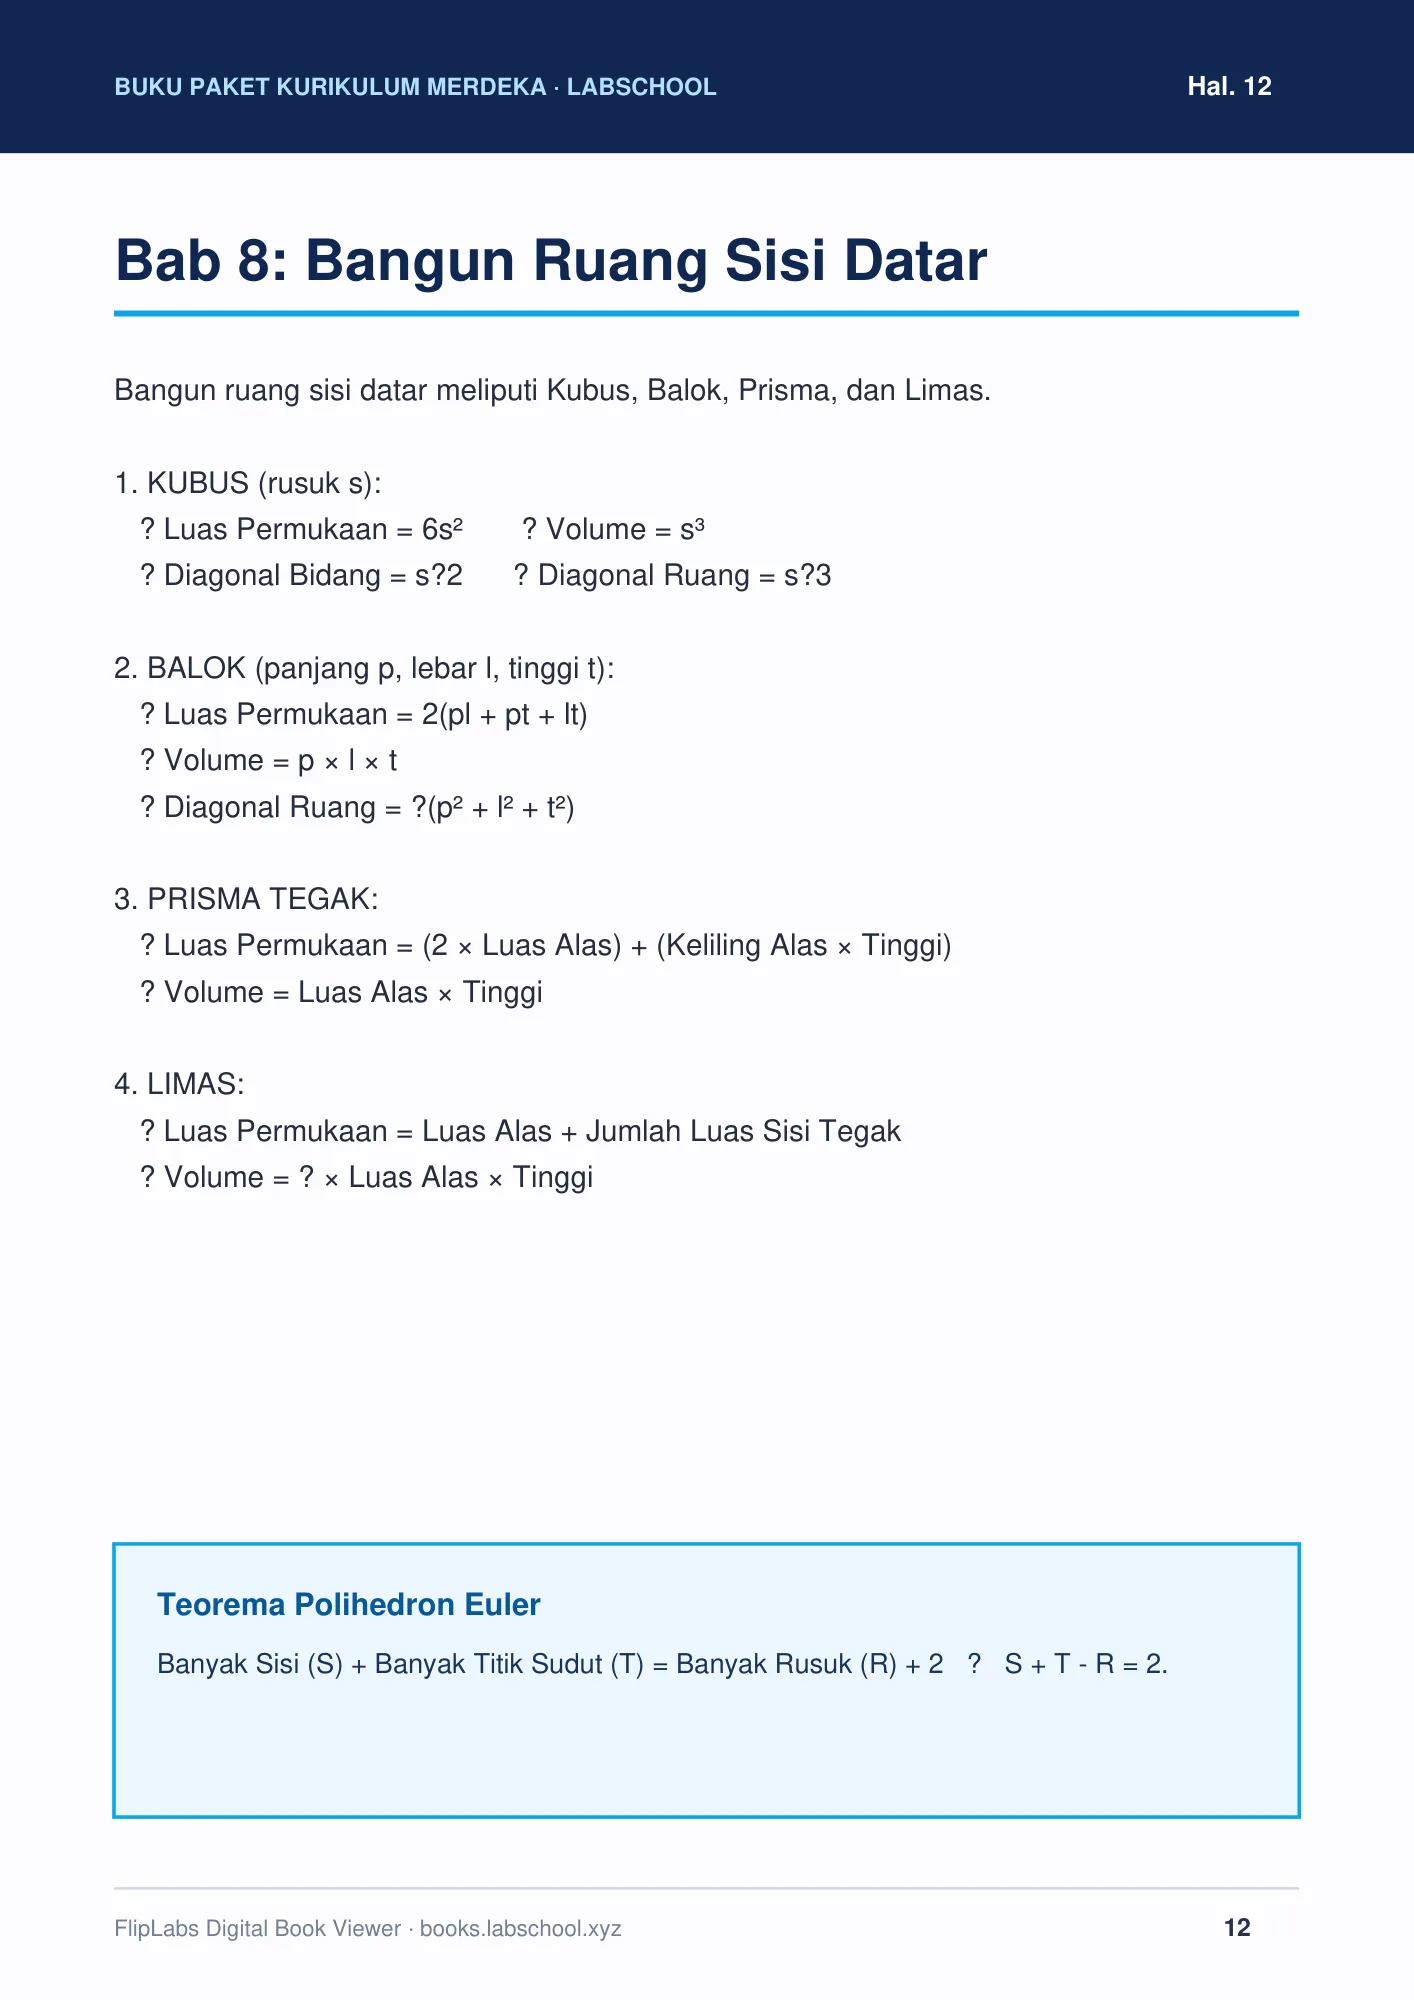 BUKU PAKET KURIKULUM MERDEKA · LABSCHOOL Hal. 12
Bab 8: Bangun Ruang Sisi Datar
Bangun ruang sisi datar meliputi Kubus, Balok, Prisma, dan Limas.
1. KUBUS (rusuk s):
? Luas Permukaan = 6s² ? Volume = s³
? Diagonal Bidang = s?2 ? Diagonal Ruang = s?3
2. BALOK (panjang p, lebar l, tinggi t):
? Luas Permukaan = 2(pl + pt + lt)
? Volume = p × l × t
? Diagonal Ruang = ?(p² + l² + t²)
3. PRISMA TEGAK:
? Luas Permukaan = (2 × Luas Alas) + (Keliling Alas × Tinggi)
? Volume = Luas Alas × Tinggi
4. LIMAS:
? Luas Permukaan = Luas Alas + Jumlah Luas Sisi Tegak
? Volume = ? × Luas Alas × Tinggi
Teorema Polihedron Euler
Banyak Sisi (S) + Banyak Titik Sudut (T) = Banyak Rusuk (R) + 2 ? S + T - R = 2.
FlipLabs Digital Book Viewer · books.labschool.xyz 12